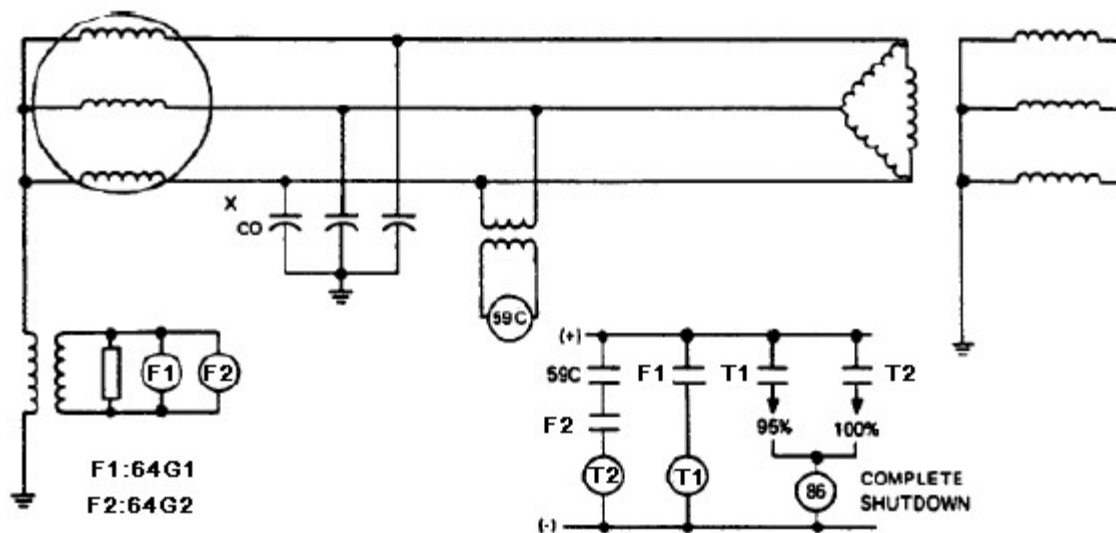 X
CO
59C
(+)
59C F1 T1 T2
F1 F2
F2 95% 100%
F1:64G1
T2 T1 86 COMPLETE
SHUTDOWN
F2:64G2
(-)